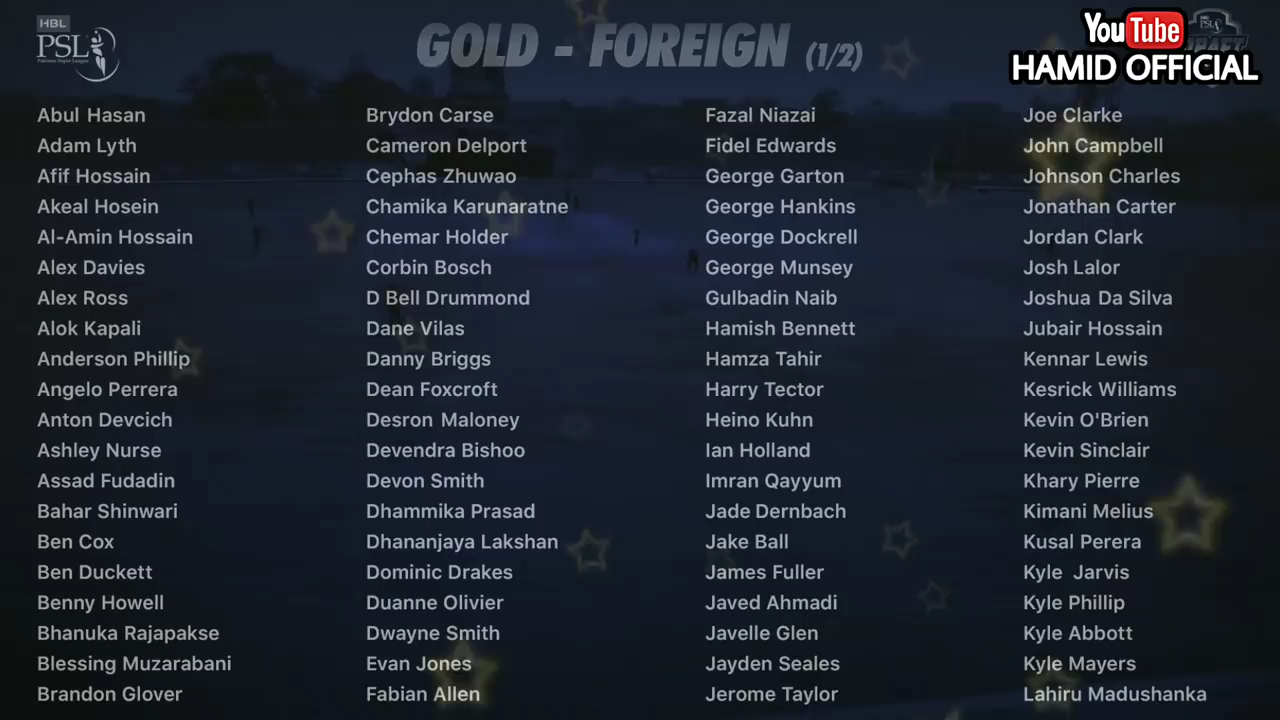 HBL
PSL
Pakistan Super League
GOLD - FOREIGN (1/2)
You Tube
HAMID OFFICIAL
Abul Hasan
Adam Lyth
Afif Hossain
Akeal Hosein
Al-Amin Hossain
Alex Davies
Alex Ross
Alok Kapali
Anderson Phillip
Angelo Perrera
Anton Devcich
Ashley Nurse
Assad Fudadin
Bahar Shinwari
Ben Cox
Ben Duckett
Benny Howell
Bhanuka Rajapakse
Blessing Muzarabani
Brandon Glover
Brydon Carse
Cameron Delport
Cephas Zhuwao
Chamika Karunaratne
Chemar Holder
Corbin Bosch
D Bell Drummond
Dane Vilas
Danny Briggs
Dean Foxcroft
Desron Maloney
Devendra Bishoo
Devon Smith
Dhammika Prasad
Dhananjaya Lakshan
Dominic Drakes
Duanne Olivier
Dwayne Smith
Evan Jones
Fabian Allen
Fazal Niazai
Fidel Edwards
George Garton
George Hankins
George Dockrell
George Munsey
Gulbadin Naib
Hamish Bennett
Hamza Tahir
Harry Tector
Heino Kuhn
Ian Holland
Imran Qayyum
Jade Dernbach
Jake Ball
James Fuller
Javed Ahmadi
Javelle Glen
Jayden Seales
Jerome Taylor
Joe Clarke
John Campbell
Johnson Charles
Jonathan Carter
Jordan Clark
Josh Lalor
Joshua Da Silva
Jubair Hossain
Kennar Lewis
Kesrick Williams
Kevin O'Brien
Kevin Sinclair
Khary Pierre
Kimani Melius
Kusal Perera
Kyle Jarvis
Kyle Phillip
Kyle Abbott
Kyle Mayers
Lahiru Madushanka